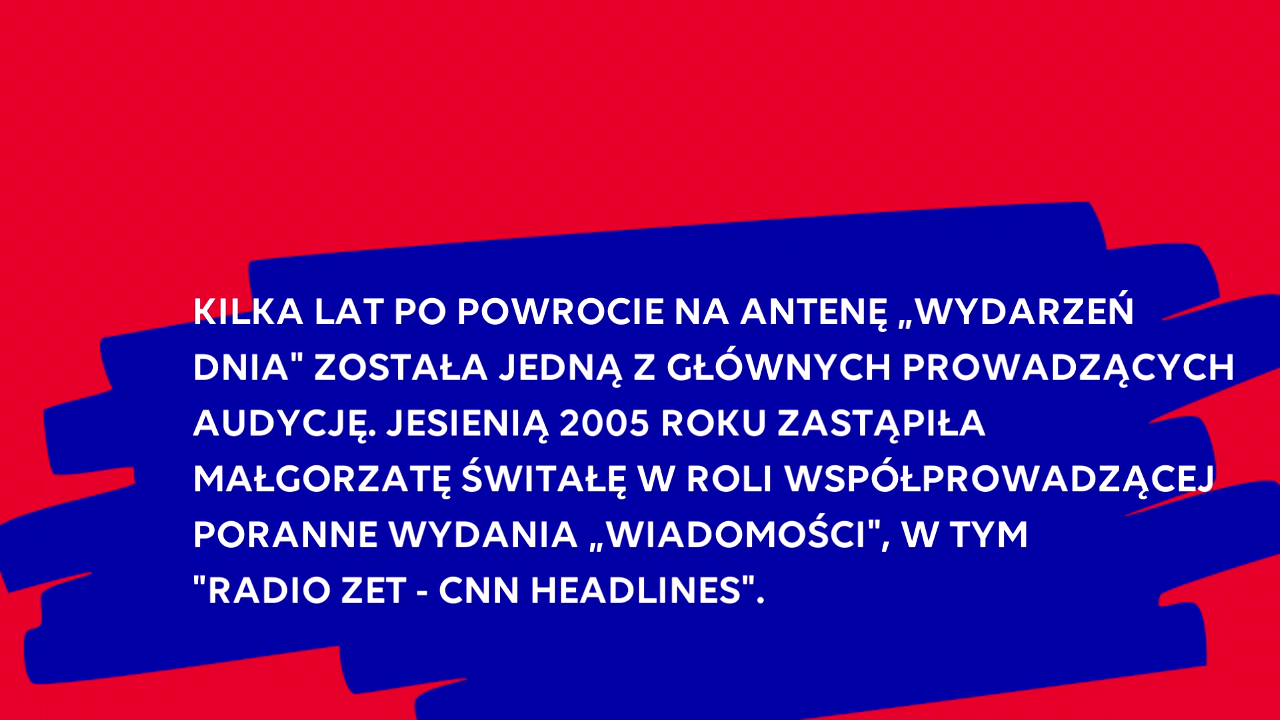 KILKA LAT PO POWROCIE NA ANTENĘ „WYDARZEŃ
DNIA" ZOSTAŁA JEDNĄ Z GŁÓWNYCH PROWADZĄCYCH
AUDYCJĘ. JESIENIĄ 2005 ROKU ZASTĄPIŁA
MAŁGORZATĘ ŚWITAŁĘ W ROLI WSPÓŁPROWADZĄCEJ
PORANNE WYDANIA „WIADOMOŚCI", W TYM
"RADIO ZET - CNN HEADLINES".